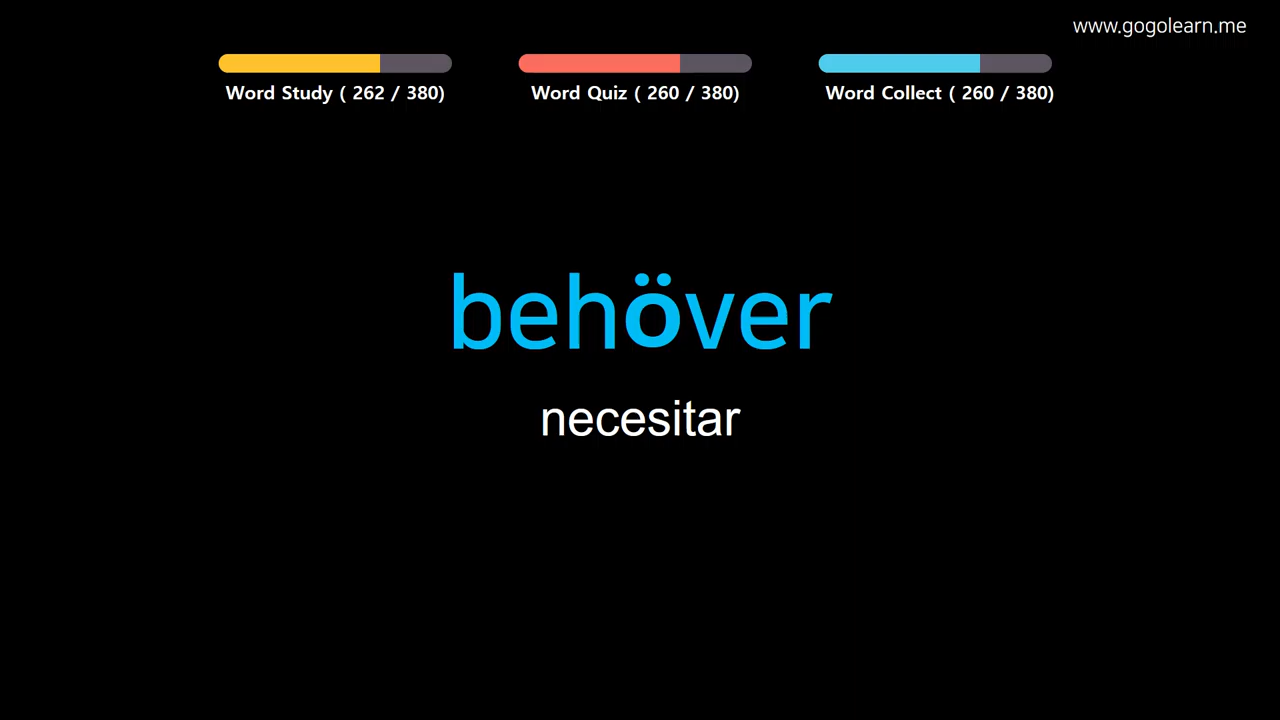 www.gogolearn.me
Word Study ( 262 / 380)
Word Quiz ( 260 / 380)
Word Collect ( 260 / 380)
behöver
necesitar